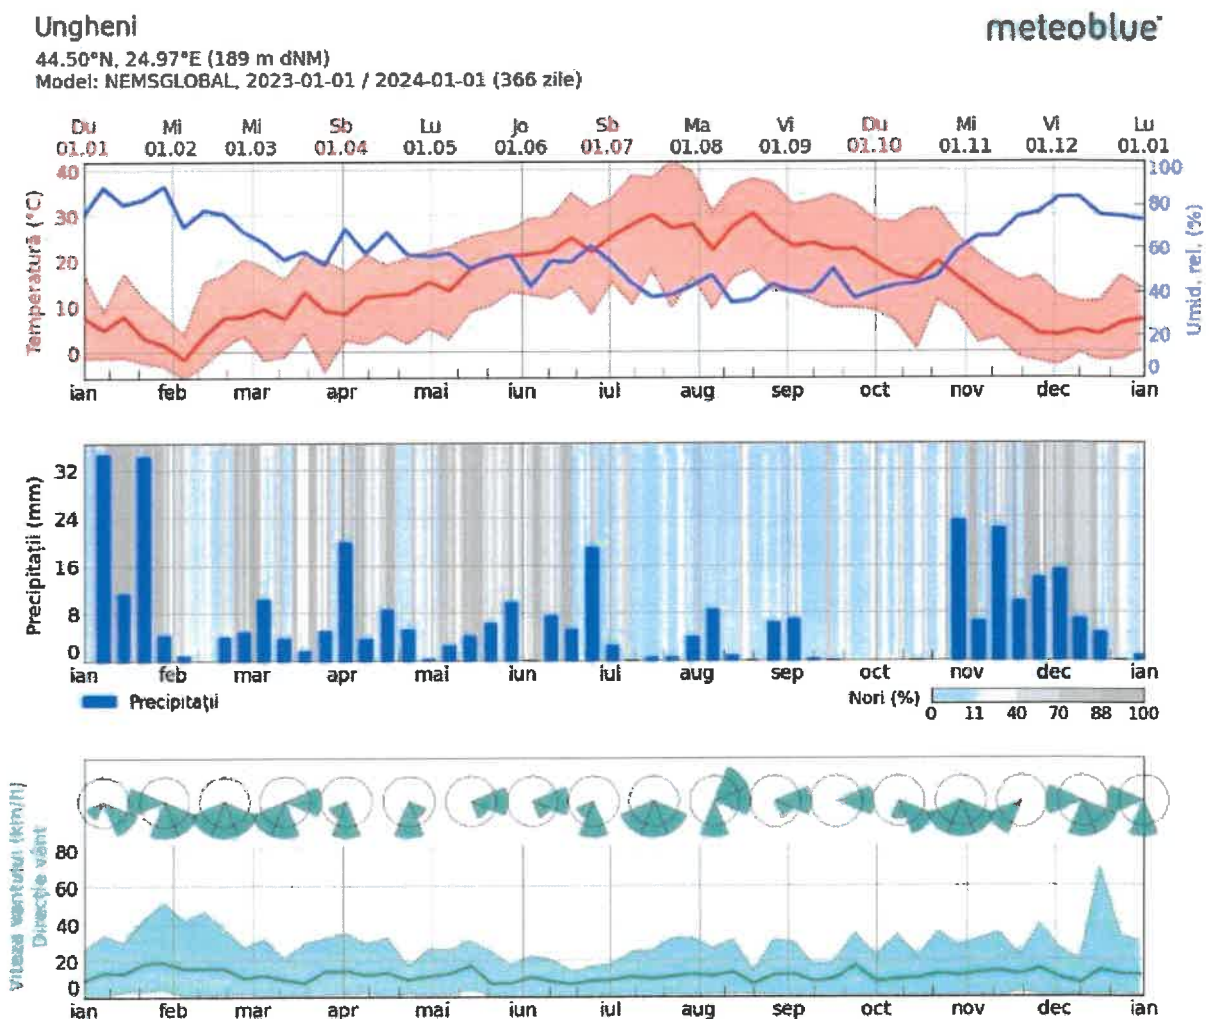 Ungheni
meteoblue
44.50°N, 24.97°E (189 m dNM)
Model: NEMSGLOBAL, 2023-01-01 / 2024-01-01 (366 zile)
Du Mi Mi Sb Lu Jo Sb Ma Vi Du Mi Vi Lu
01.01 01.02 01.03 01.04 01.05 01.06 01.07 01.08 01.09 01.10 01.11 01.12 01.01
Temperatură (°C)
40
30
20
10
0
100
80
60
40
20
0
Umid. rel. (%)
ian feb mar apr mai iun iul aug sep oct nov dec ian
Precipitații (mm)
32
24
16
8
0
ian feb mar apr mai iun iul aug sep oct nov dec ian
Precipitații
Nori (%)
0 11 40 70 88 100
Viteza vantului (km/h)
Direcție vânt
80
60
40
20
0
ian feb mar apr mai iun iul aug sep oct nov dec ian